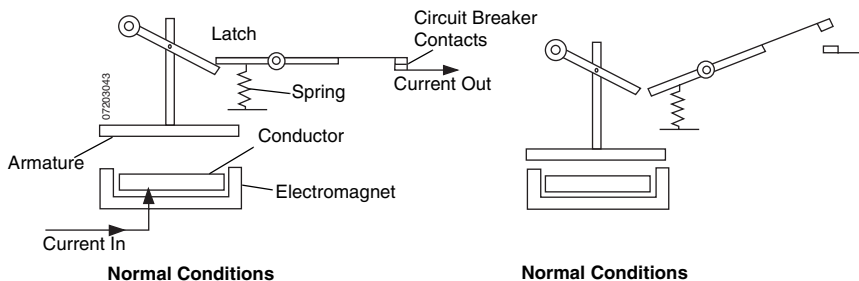 Latch
Circuit Breaker
Contacts
Current Out
07203043
Spring
Conductor
Armature
Electromagnet
Current In
Normal Conditions
Normal Conditions